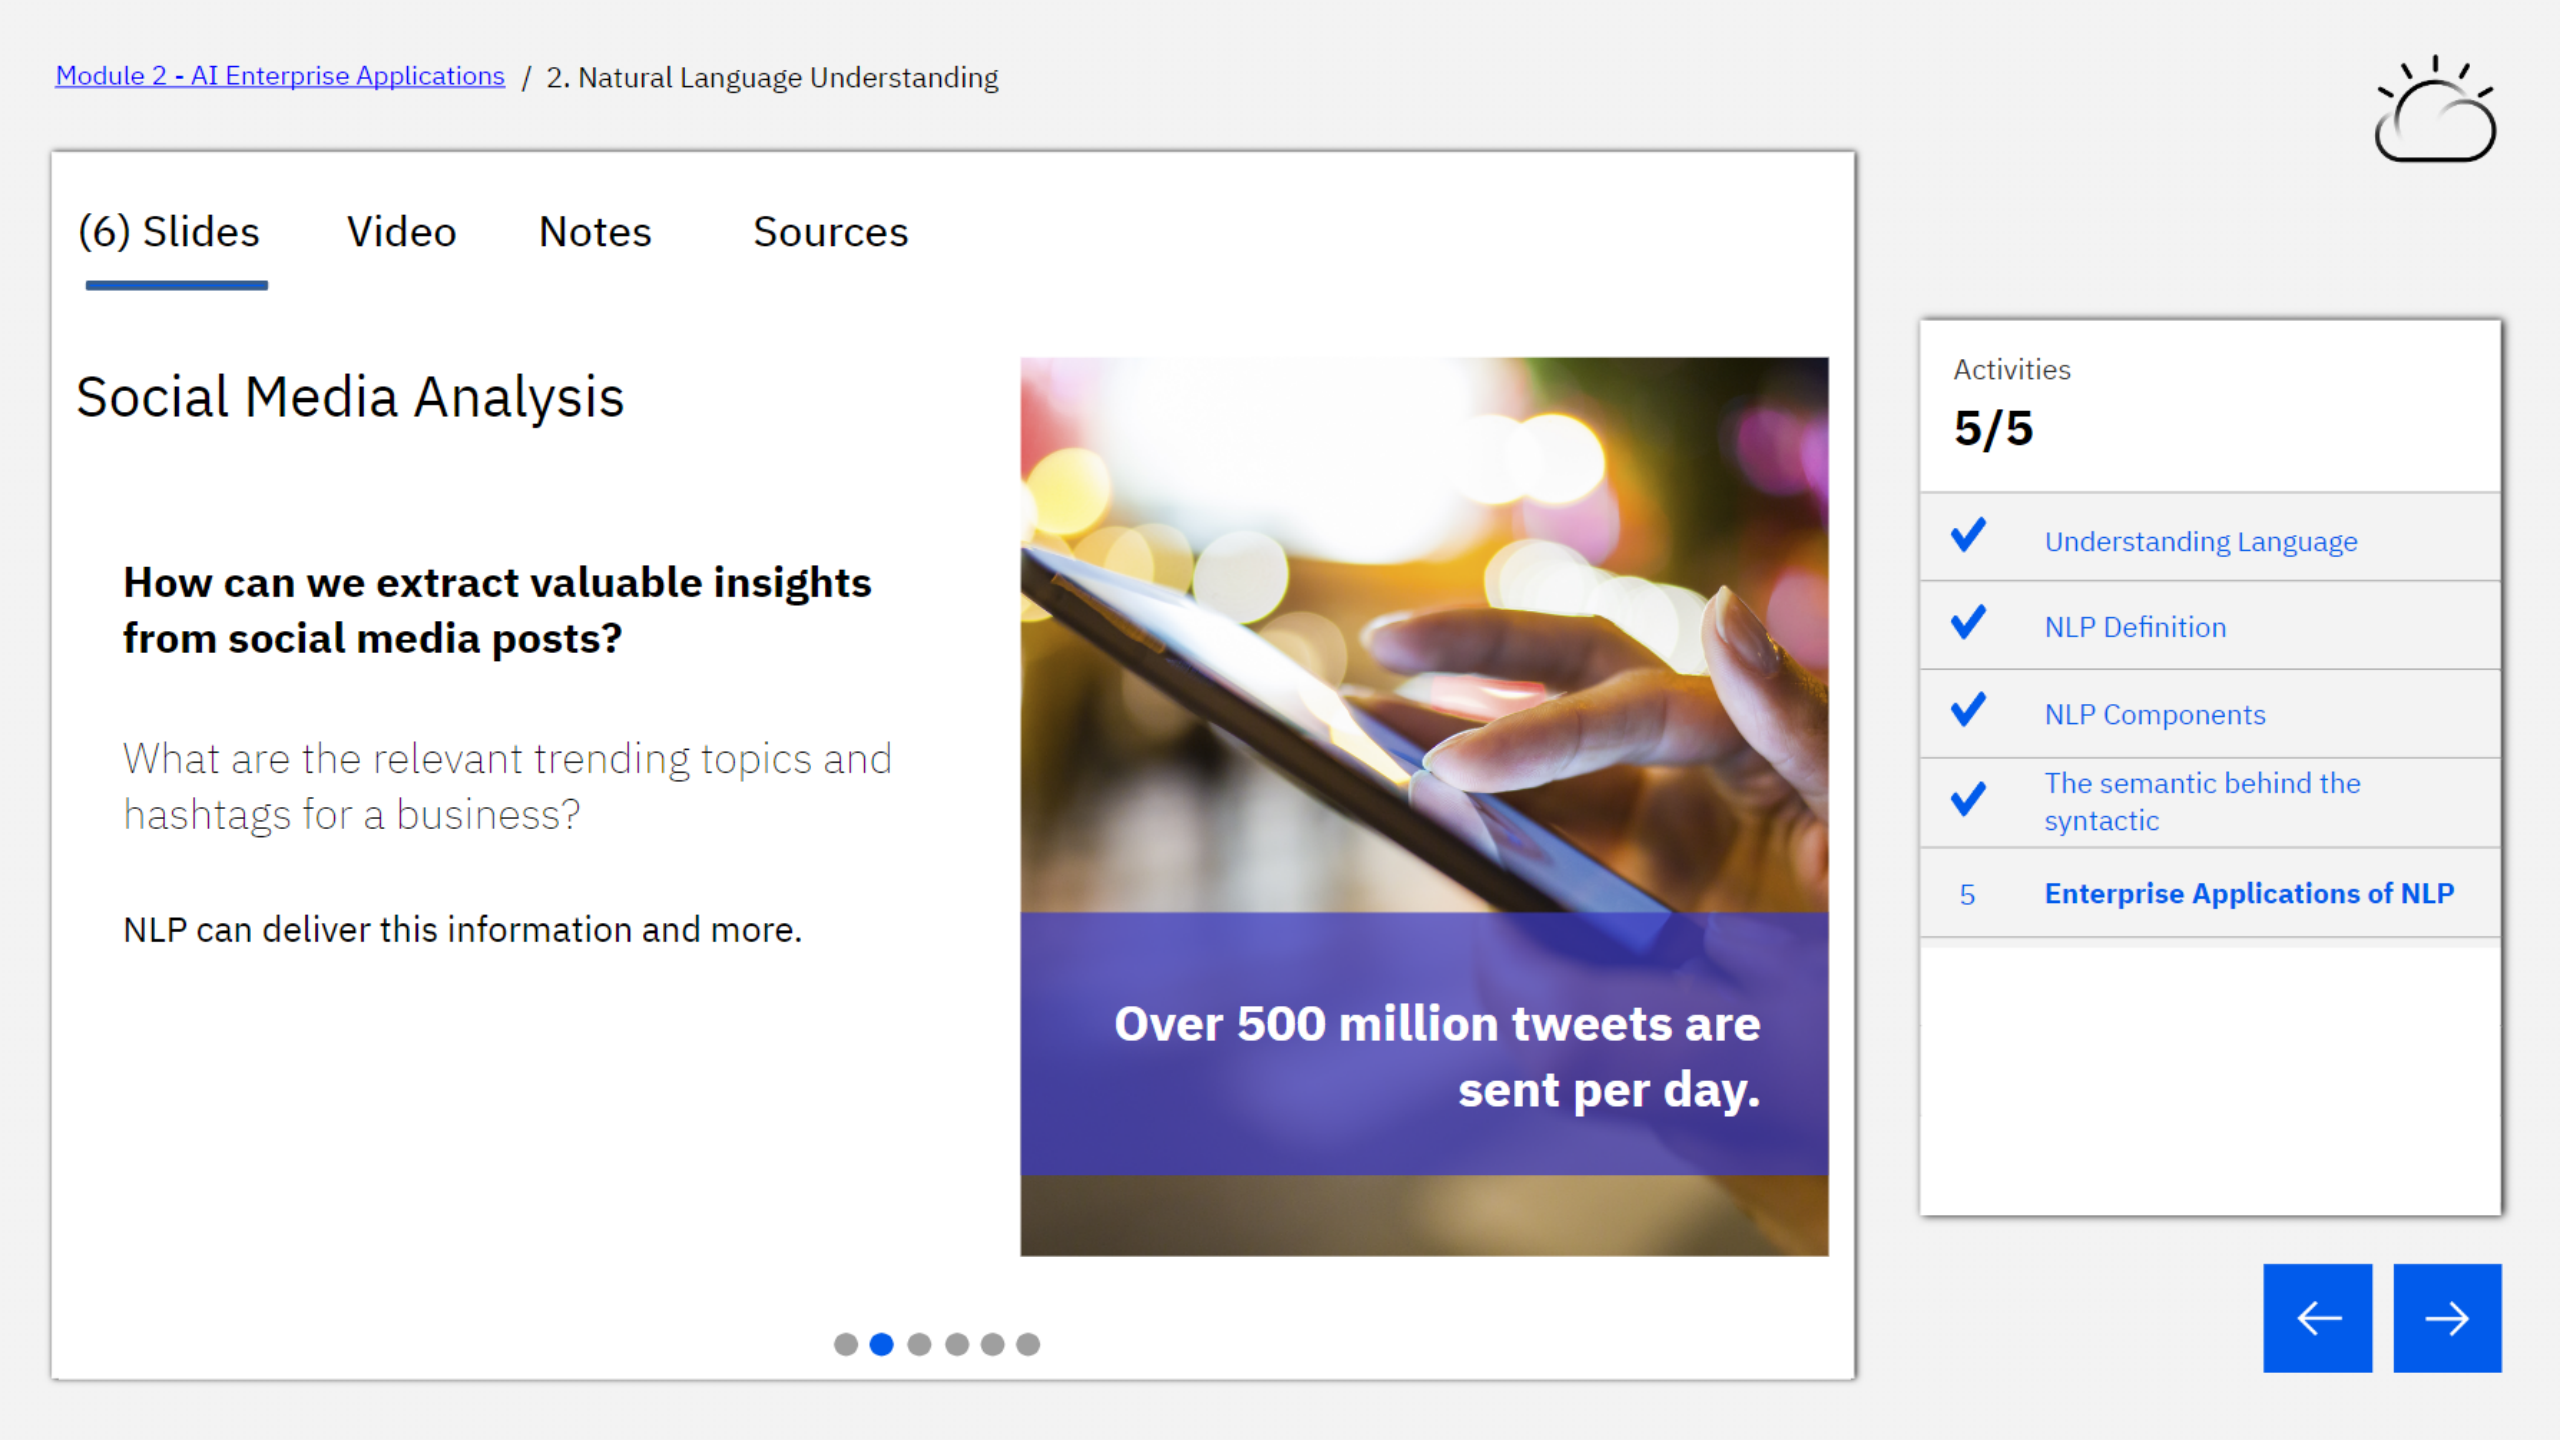 Module 2 - AI Enterprise Applications / 2. Natural Language Understanding
(6) Slides Video Notes Sources
Social Media Analysis
How can we extract valuable insights
from social media posts?
What are the relevant trending topics and
hashtags for a business?
NLP can deliver this information and more.
Over 500 million tweets are
sent per day.
Activities
5/5
Understanding Language
NLP Definition
NLP Components
The semantic behind the
syntactic
5 Enterprise Applications of NLP